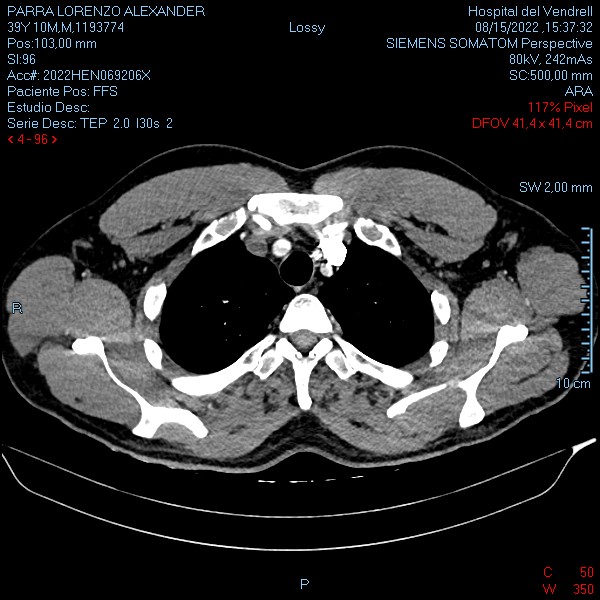 PARRA LORENZO ALEXANDER
39Y 10M,M,1193774
Pos:103,00 mm
SI:96
Acc#: 2022HEN069206X
Paciente Pos: FFS
Estudio Desc:
Serie Desc: TEP 2.0 I30s 2
< 4 - 96 >
Lossy
Hospital del Vendrell
08/15/2022 ,15:37:32
SIEMENS SOMATOM Perspective
80kV, 242mAs
SC:500,00 mm
ARA
117% Pixel
DFOV 41,4 x 41,4 cm
SW 2,00 mm
R
10 cm
P
C 50
W 350